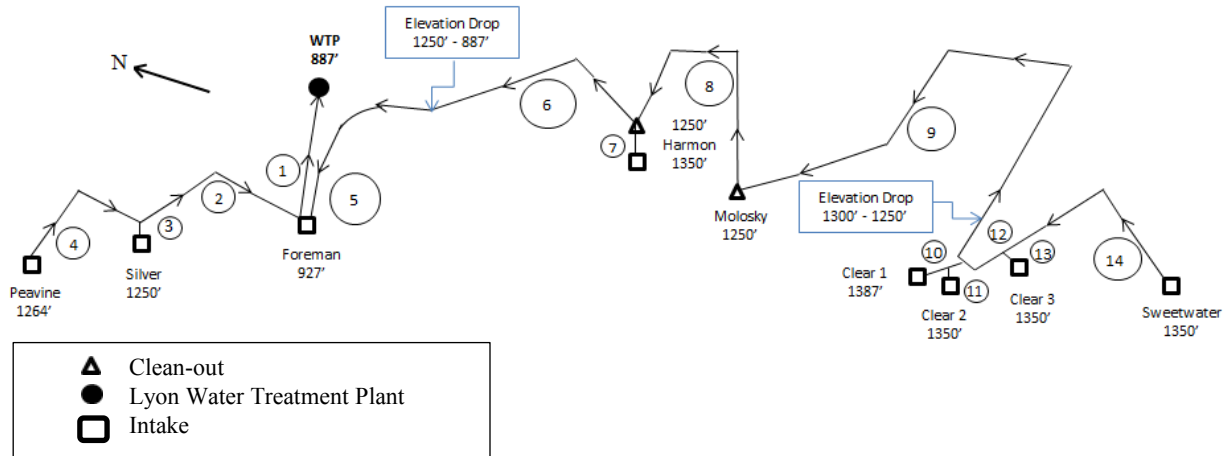 Elevation Drop
1250' - 887'
WTP
887'
N
8
6
1250'
Harmon
1350'
7
9
1
5
2
3
4
Foreman
927'
Silver
1250'
Peavine
1264'
Molosky
1250'
Elevation Drop
1300' - 1250'
12
10
13
14
11
Clear 1
1387'
Clear 2
1350'
Clear 3
1350'
Sweetwater
1350'
Clean-out
Lyon Water Treatment Plant
Intake